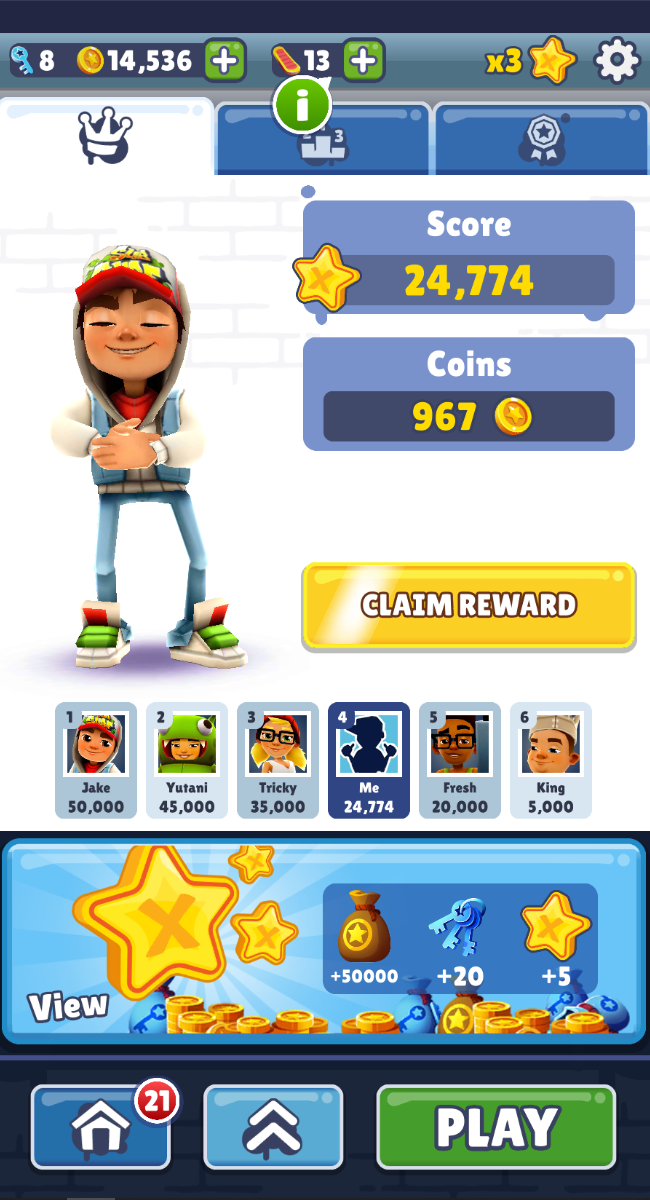 8 14,536 13 x3
2 3
Score
24,774
Coins
967
CLAIM REWARD
1 2 3 4 5 6
Jake Yutani Tricky Me Fresh King
50,000 45,000 35,000 24,774 20,000 5,000
+50000 +20 +5
View
21
PLAY